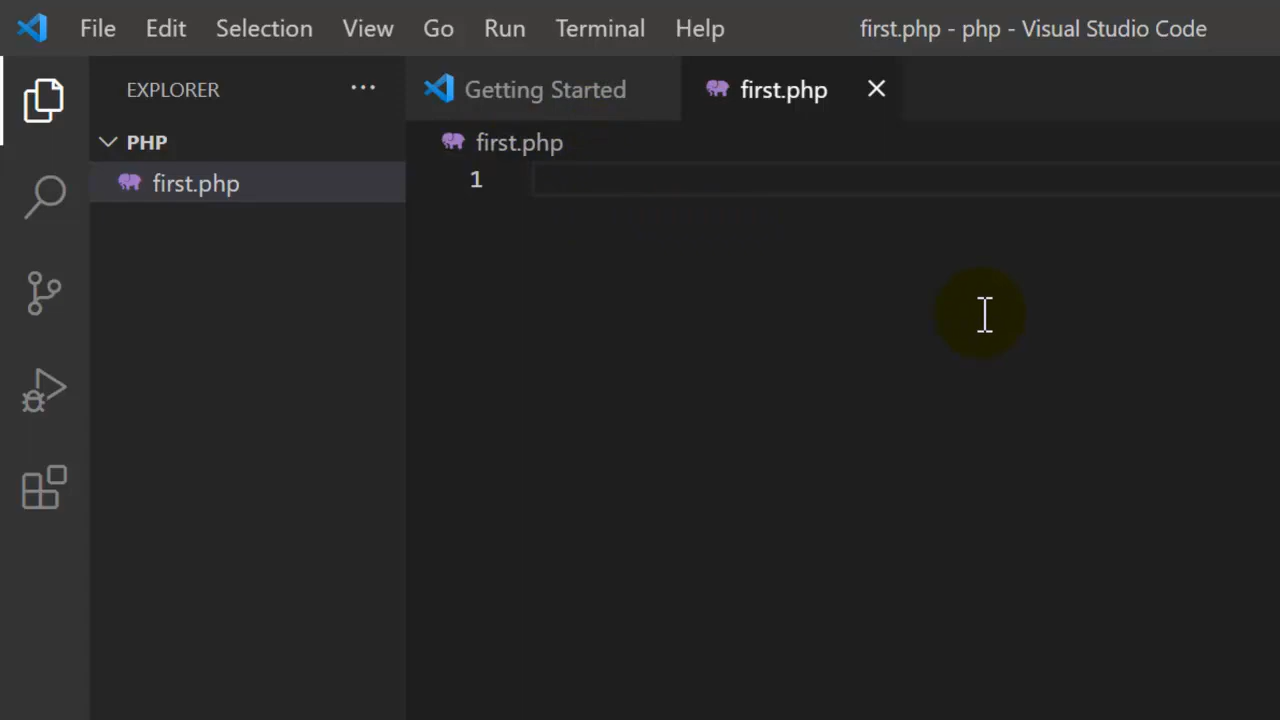 File Edit Selection View Go Run Terminal Help first.php - php - Visual Studio Code
EXPLORER ··· Getting Started first.php
PHP first.php
first.php 1